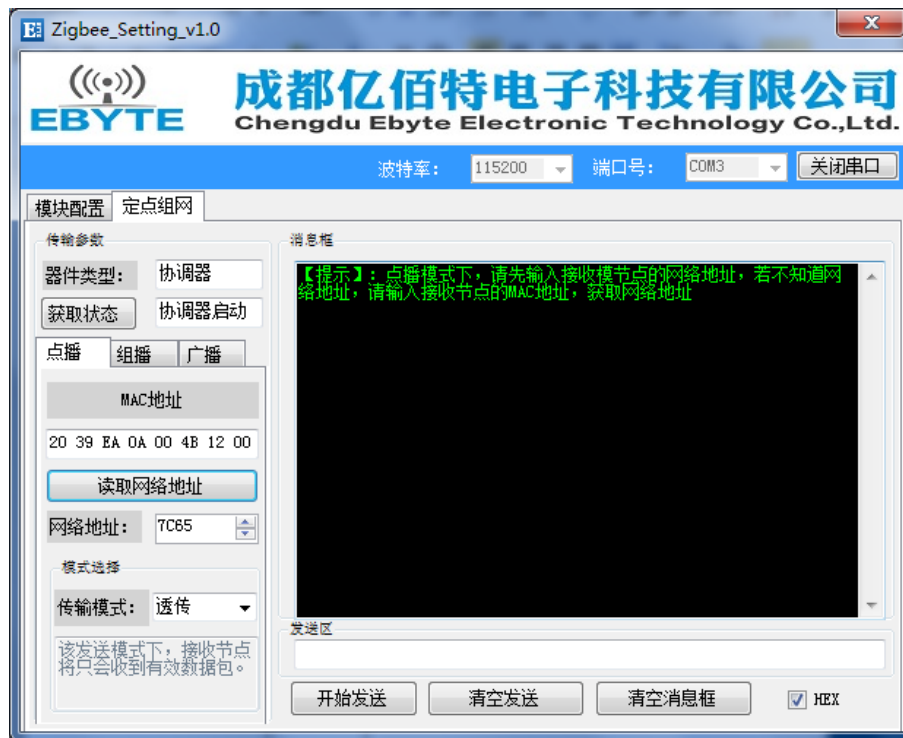 Zigbee_Setting_v1.0
EBYTE
成都亿佰特电子科技有限公司
Chengdu Ebyte Electronic Technology Co.,Ltd.
波特率： 115200 端口号： COM3 关闭串口
模块配置 定点组网
传输参数
器件类型： 协调器
获取状态 协调器启动
点播 组播 广播
MAC地址
20 39 EA 0A 00 4B 12 00
读取网络地址
网络地址： 7C65
模式选择
传输模式： 透传
该发送模式下，接收节点
将只会收到有效数据包。
消息框
【提示】：点播模式下，请先输入接收模节点的网络地址，若不知道网
络地址，请输入接收节点的MAC地址，获取网络地址
发送区
开始发送 清空发送 清空消息框 HEX